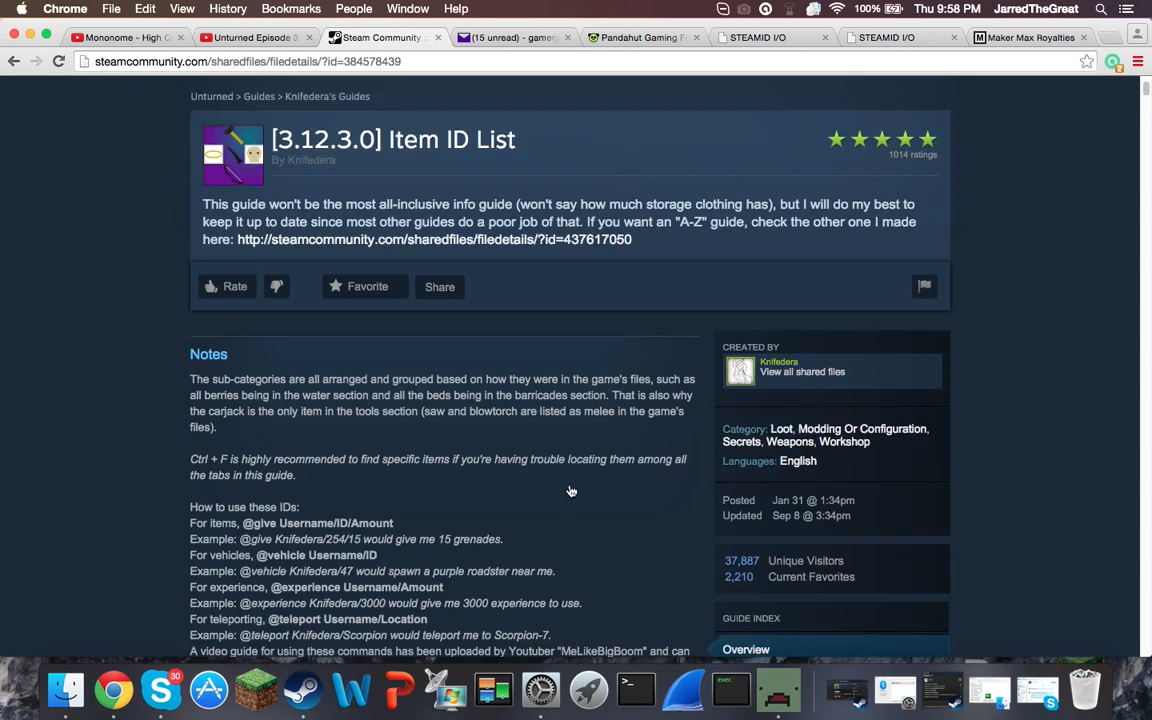 Chrome File Edit View History Bookmarks People Window Help 100% Thu 9:58 PM JarredTheGreat
Mononome - High O × Unturned Episode 3 × Steam Community :: × (15 unread) - gamerj × Pandahut Gaming F × STEAMID I/O × STEAMID I/O × Maker Max Royalties ×
steamcommunity.com/sharedfiles/filedetails/?id=384578439
Unturned > Guides > Knifedera's Guides
[3.12.3.0] Item ID List
By Knifedera
1014 ratings
This guide won't be the most all-inclusive info guide (won't say how much storage clothing has), but I will do my best to
keep it up to date since most other guides do a poor job of that. If you want an "A-Z" guide, check the other one I made
here: http://steamcommunity.com/sharedfiles/filedetails/?id=437617050
Rate Favorite Share
Notes
The sub-categories are all arranged and grouped based on how they were in the game's files, such as
all berries being in the water section and all the beds being in the barricades section. That is also why
the carjack is the only item in the tools section (saw and blowtorch are listed as melee in the game's
files).
Ctrl + F is highly recommended to find specific items if you're having trouble locating them among all
the tabs in this guide.
How to use these IDs:
For items, @give Username/ID/Amount
Example: @give Knifedera/254/15 would give me 15 grenades.
For vehicles, @vehicle Username/ID
Example: @vehicle Knifedera/47 would spawn a purple roadster near me.
For experience, @experience Username/Amount
Example: @experience Knifedera/3000 would give me 3000 experience to use.
For teleporting, @teleport Username/Location
Example: @teleport Knifedera/Scorpion would teleport me to Scorpion-7.
A video guide for using these commands has been uploaded by Youtuber "MeLikeBigBoom" and can
CREATED BY
Knifedera
View all shared files
Category: Loot, Modding Or Configuration,
Secrets, Weapons, Workshop
Languages: English
Posted Jan 31 @ 1:34pm
Updated Sep 8 @ 3:34pm
37,887 Unique Visitors
2,210 Current Favorites
GUIDE INDEX
Overview
30
exec